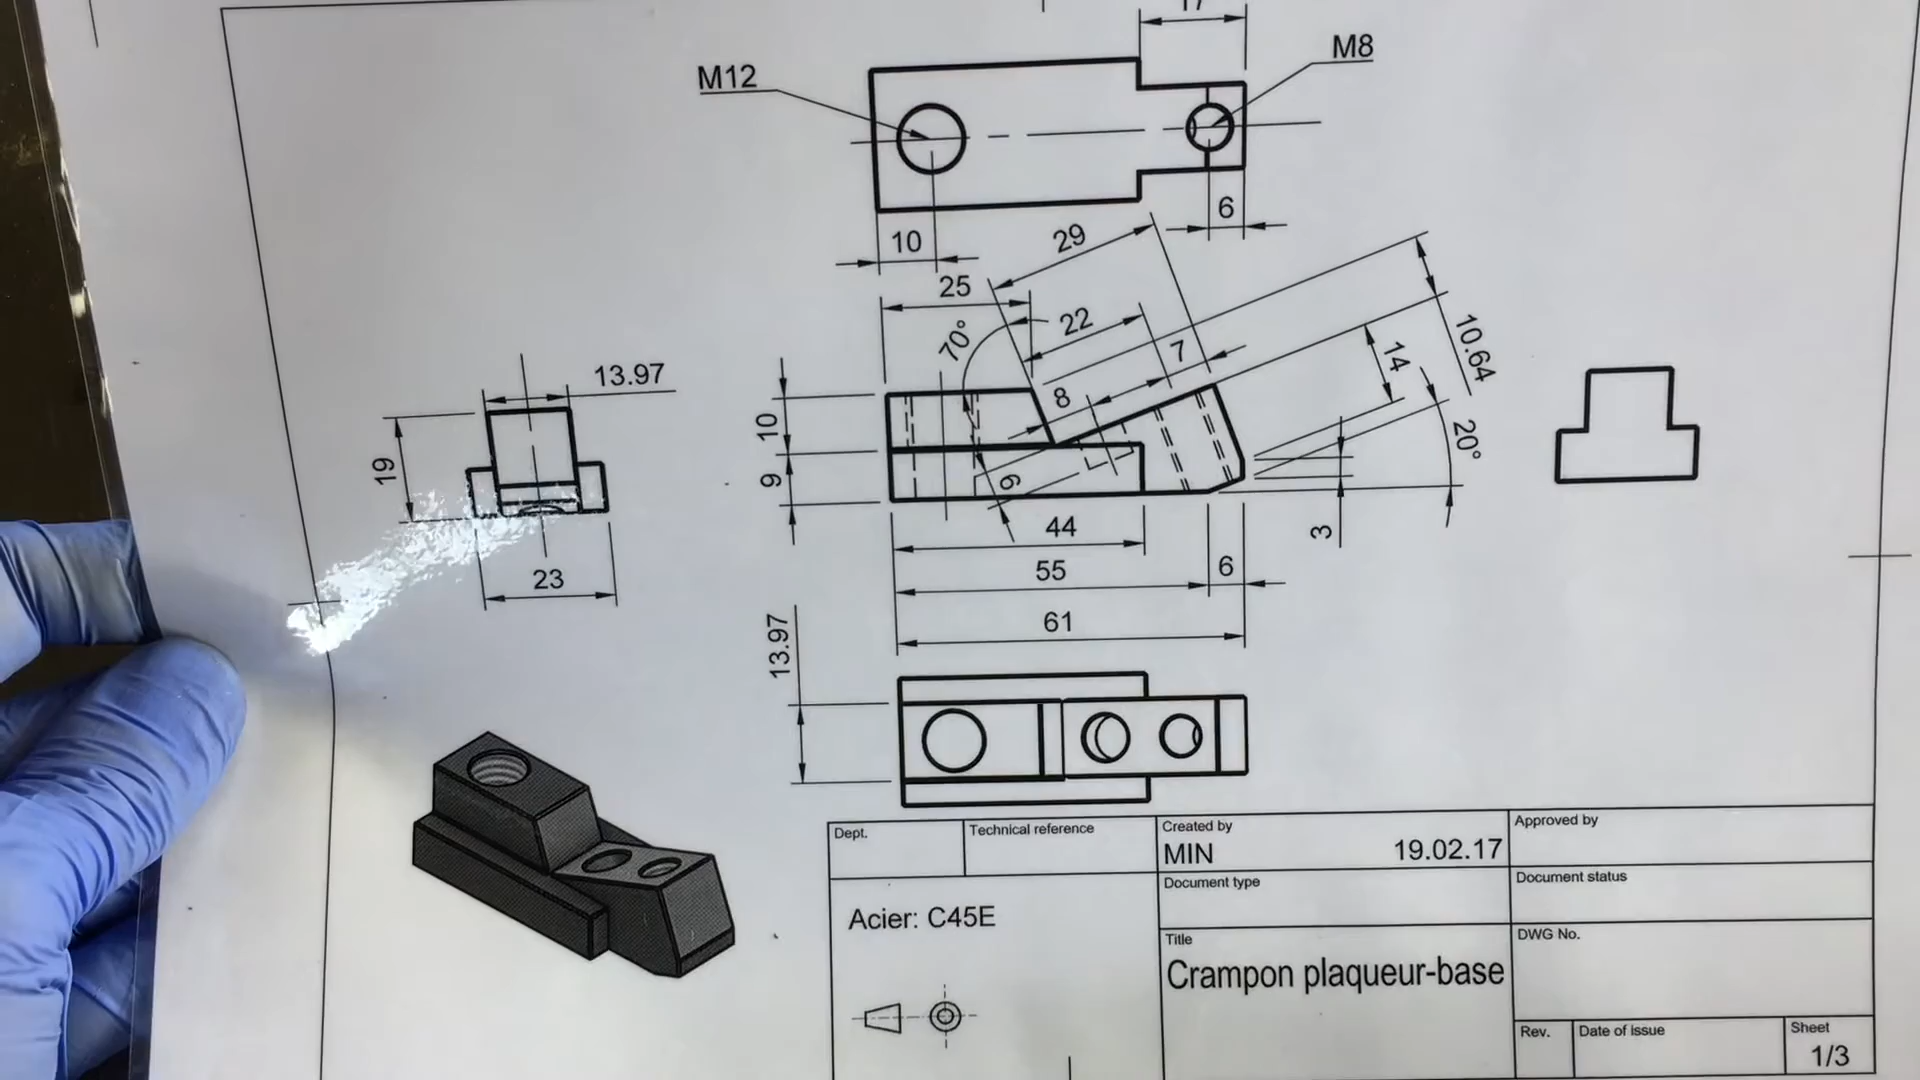 17
M12
M8
6
10
29
25
22
70°
7
8
10.64
14
20°
13.97
19
23
10
9
6
44
55
6
3
61
13.97
Dept.
Technical reference
Created by
MIN 19.02.17
Approved by
Document type
Document status
Acier: C45E
Title
Crampon plaqueur-base
DWG No.
Rev.
Date of issue
Sheet
1/3